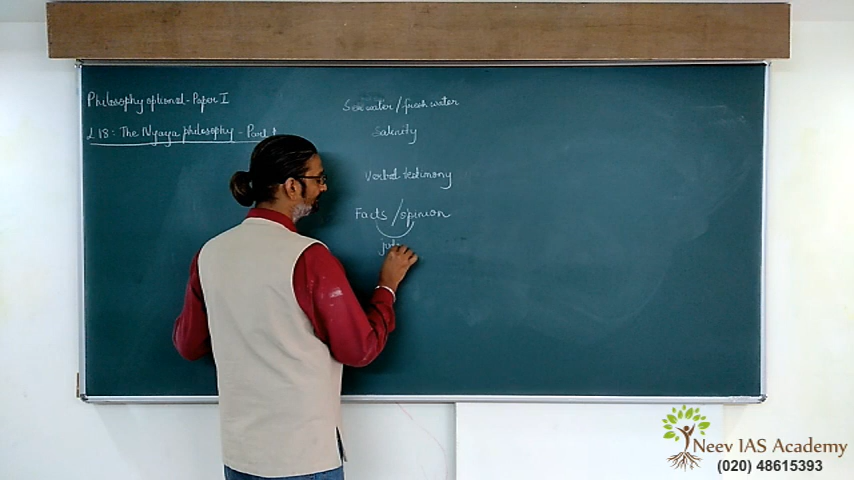 Philosophy optional - Paper I
L 18 : The Nyaya philosophy - Part 1
Sea water / fresh water
Salinity
Verbal testimony
Facts / opinion
Neev IAS Academy
(020) 48615393